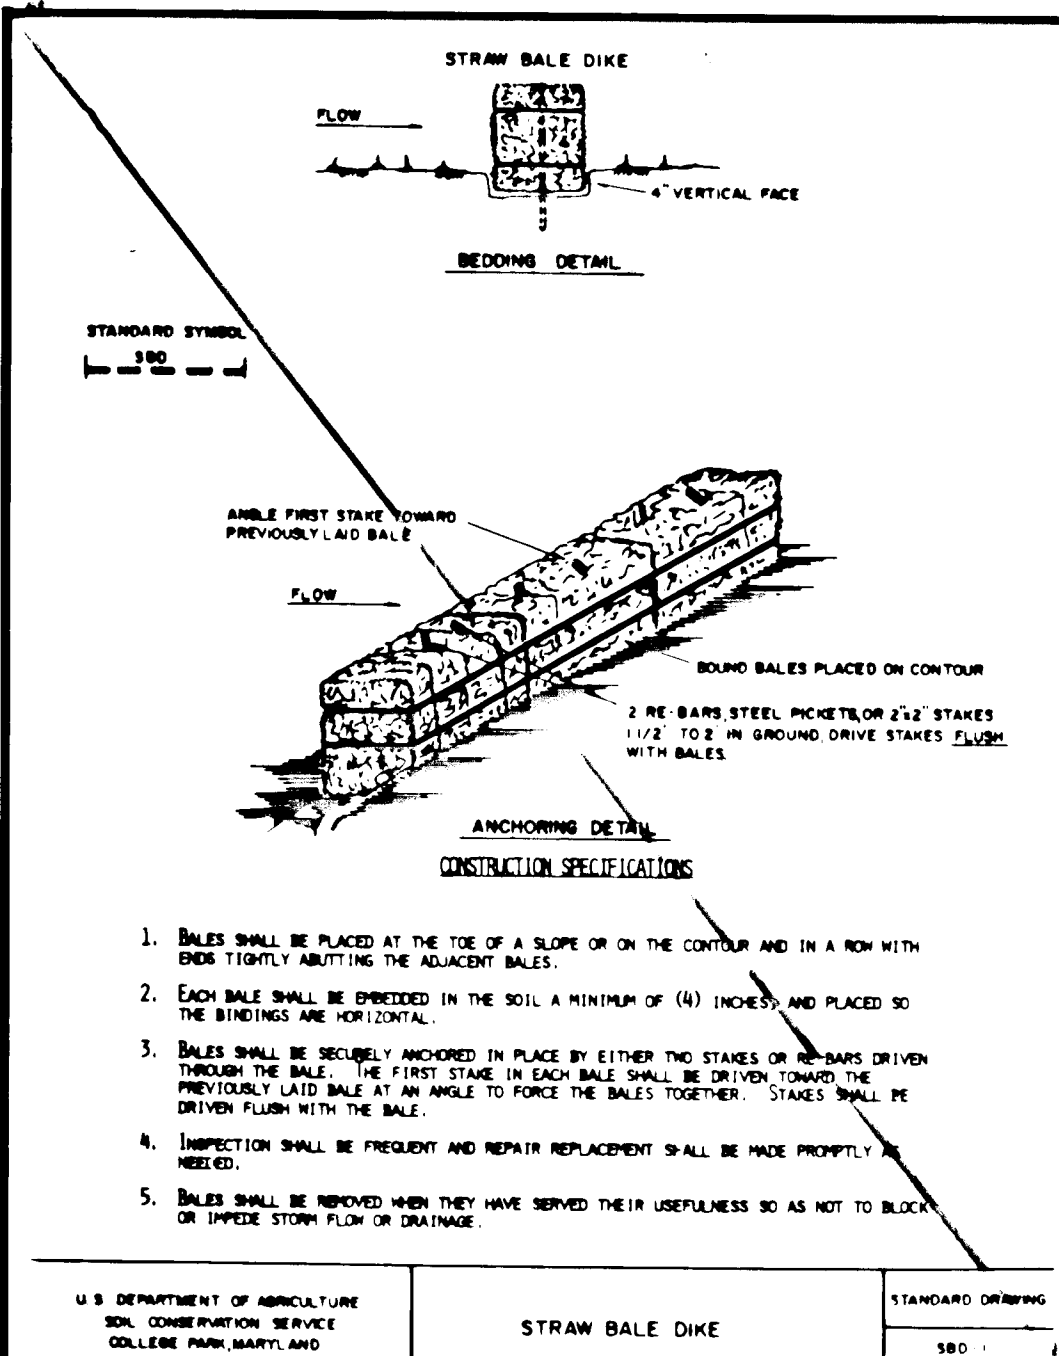 STRAW BALE DIKE
FLOW
4" VERTICAL FACE
BEDDING DETAIL
STANDARD SYMBOL
SBD
ANGLE FIRST STAKE TOWARD
PREVIOUSLY LAID BALE
FLOW
BOUND BALES PLACED ON CONTOUR
2 RE-BARS, STEEL PICKETS, OR 2"x2" STAKES
1 1/2' TO 2' IN GROUND, DRIVE STAKES FLUSH
WITH BALES.
ANCHORING DETAIL
CONSTRUCTION SPECIFICATIONS
1. BALES SHALL BE PLACED AT THE TOE OF A SLOPE OR ON THE CONTOUR AND IN A ROW WITH
ENDS TIGHTLY ABUTTING THE ADJACENT BALES.
2. EACH BALE SHALL BE EMBEDDED IN THE SOIL A MINIMUM OF (4) INCHES, AND PLACED SO
THE BINDINGS ARE HORIZONTAL.
3. BALES SHALL BE SECURELY ANCHORED IN PLACE BY EITHER TWO STAKES OR RE-BARS DRIVEN
THROUGH THE BALE. THE FIRST STAKE IN EACH BALE SHALL BE DRIVEN TOWARD THE
PREVIOUSLY LAID BALE AT AN ANGLE TO FORCE THE BALES TOGETHER. STAKES SHALL BE
DRIVEN FLUSH WITH THE BALE.
4. INSPECTION SHALL BE FREQUENT AND REPAIR REPLACEMENT SHALL BE MADE PROMPTLY AS
NEEDED.
5. BALES SHALL BE REMOVED WHEN THEY HAVE SERVED THEIR USEFULNESS SO AS NOT TO BLOCK
OR IMPEDE STORM FLOW OR DRAINAGE.
U.S. DEPARTMENT OF AGRICULTURE
SOIL CONSERVATION SERVICE
COLLEGE PARK, MARYLAND
STRAW BALE DIKE
STANDARD DRAWING
SBD-1